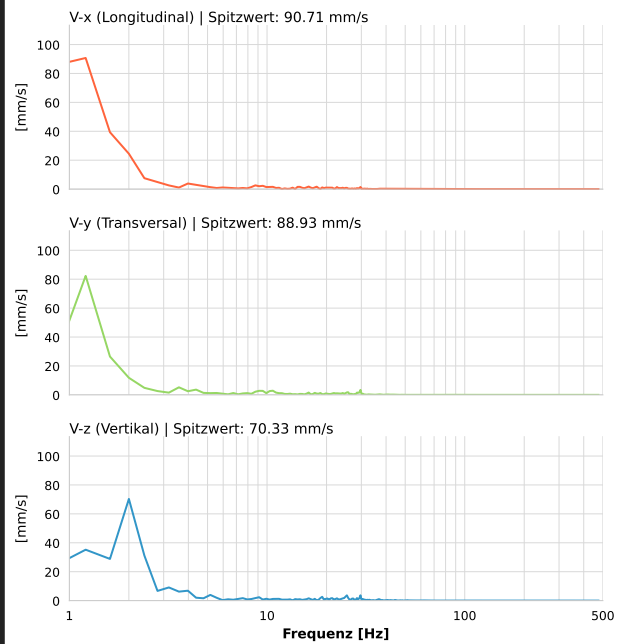 V-x (Longitudinal) | Spitzwert: 90.71 mm/s
100
80
60
40
20
0
[mm/s]
V-y (Transversal) | Spitzwert: 88.93 mm/s
100
80
60
40
20
0
[mm/s]
V-z (Vertikal) | Spitzwert: 70.33 mm/s
100
80
60
40
20
0
[mm/s]
1 10 100 500
Frequenz [Hz]